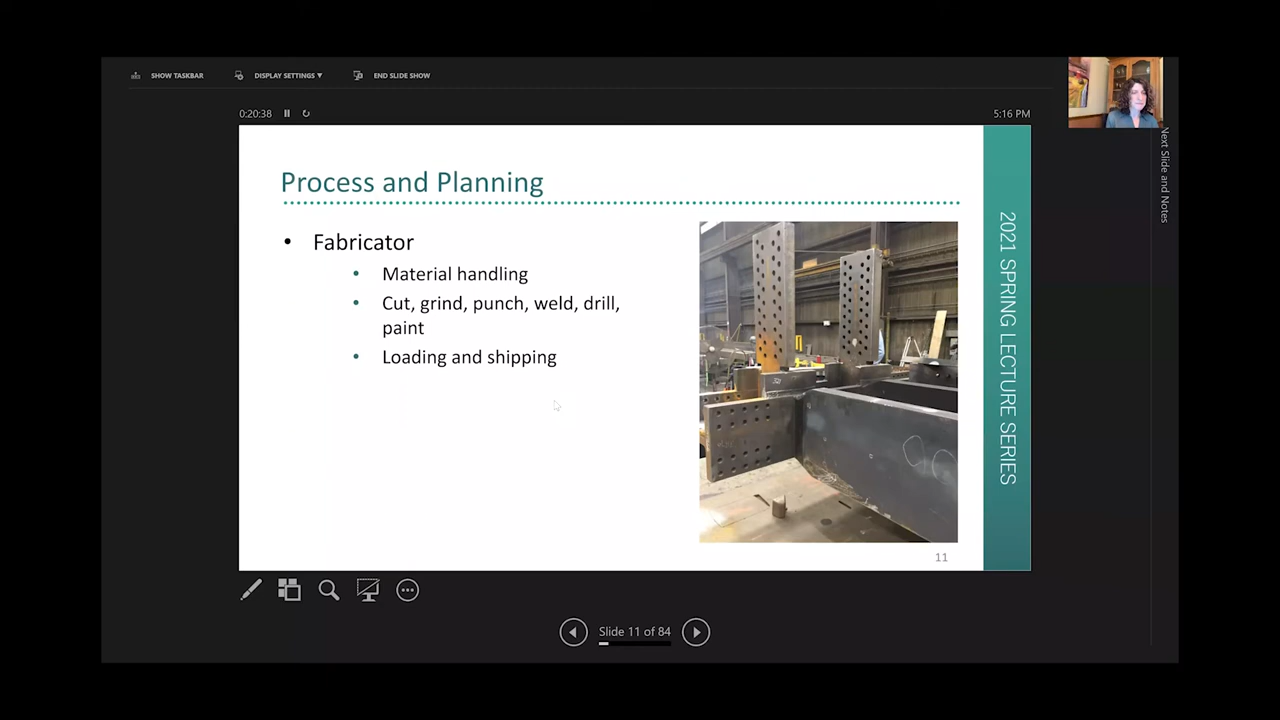 SHOW TASKBAR
DISPLAY SETTINGS ▼
END SLIDE SHOW
0:20:38
5:16 PM
Next Slide and Notes
Process and Planning
• Fabricator
• Material handling
• Cut, grind, punch, weld, drill,
paint
• Loading and shipping
2021 SPRING LECTURE SERIES
11
Slide 11 of 84